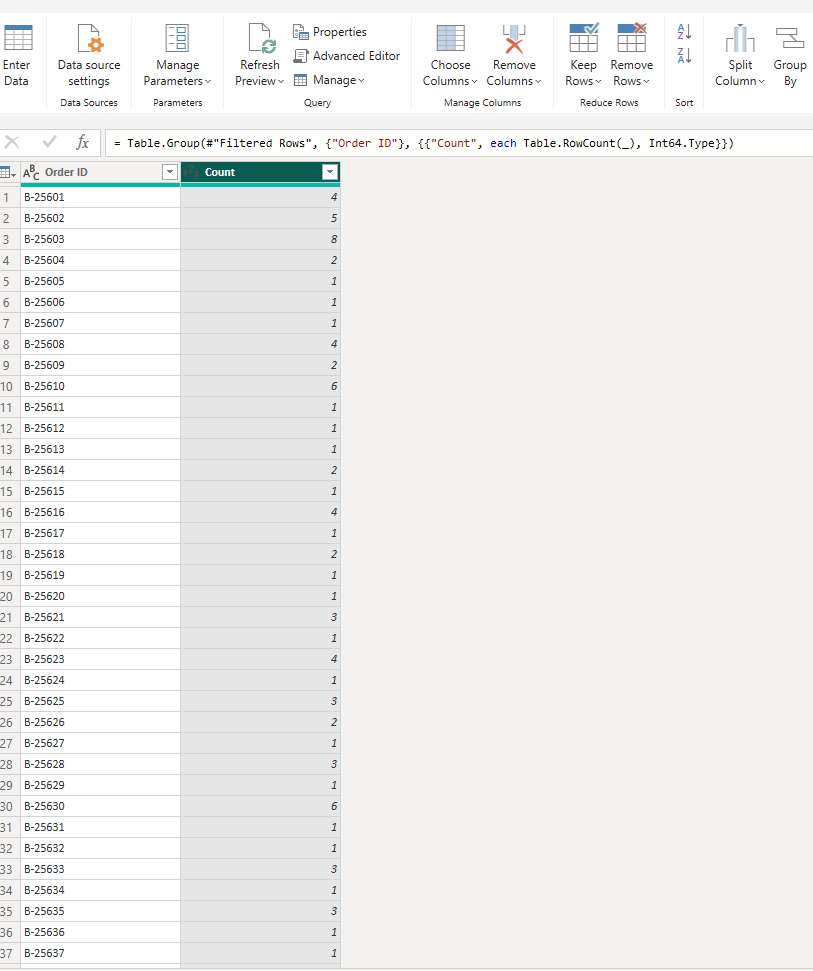 Enter Data
Data source settings
Data Sources
Manage Parameters
Parameters
Refresh Preview
Properties
Advanced Editor
Manage
Query
Choose Columns
Remove Columns
Manage Columns
Keep Rows
Remove Rows
Reduce Rows
A Z
Z A
Sort
Split Column
Group By
fx
= Table.Group(#"Filtered Rows", {"Order ID"}, {{"Count", each Table.RowCount(_), Int64.Type}})
ABC Order ID 123 Count
1 B-25601 4
2 B-25602 5
3 B-25603 8
4 B-25604 2
5 B-25605 1
6 B-25606 1
7 B-25607 1
8 B-25608 4
9 B-25609 2
10 B-25610 6
11 B-25611 1
12 B-25612 1
13 B-25613 1
14 B-25614 2
15 B-25615 1
16 B-25616 4
17 B-25617 1
18 B-25618 2
19 B-25619 1
20 B-25620 1
21 B-25621 3
22 B-25622 1
23 B-25623 4
24 B-25624 1
25 B-25625 3
26 B-25626 2
27 B-25627 1
28 B-25628 3
29 B-25629 1
30 B-25630 6
31 B-25631 1
32 B-25632 1
33 B-25633 3
34 B-25634 1
35 B-25635 3
36 B-25636 1
37 B-25637 1